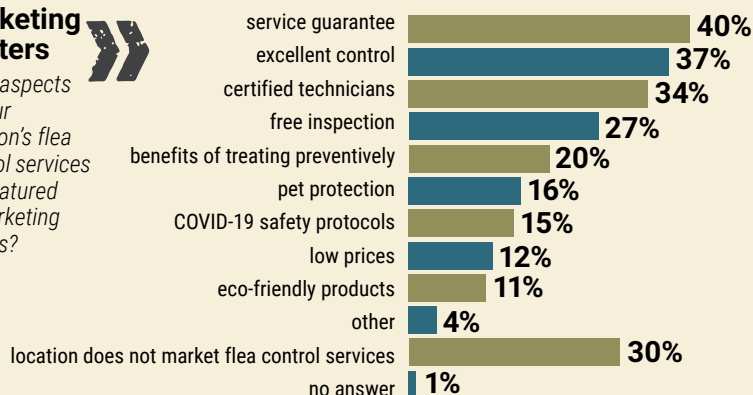 keting
ters
aspects
ur
on's flea
ol services
atured
rketing
s?
service guarantee 40%
excellent control 37%
certified technicians 34%
free inspection 27%
benefits of treating preventively 20%
pet protection 16%
COVID-19 safety protocols 15%
low prices 12%
eco-friendly products 11%
other 4%
location does not market flea control services 30%
no answer 1%